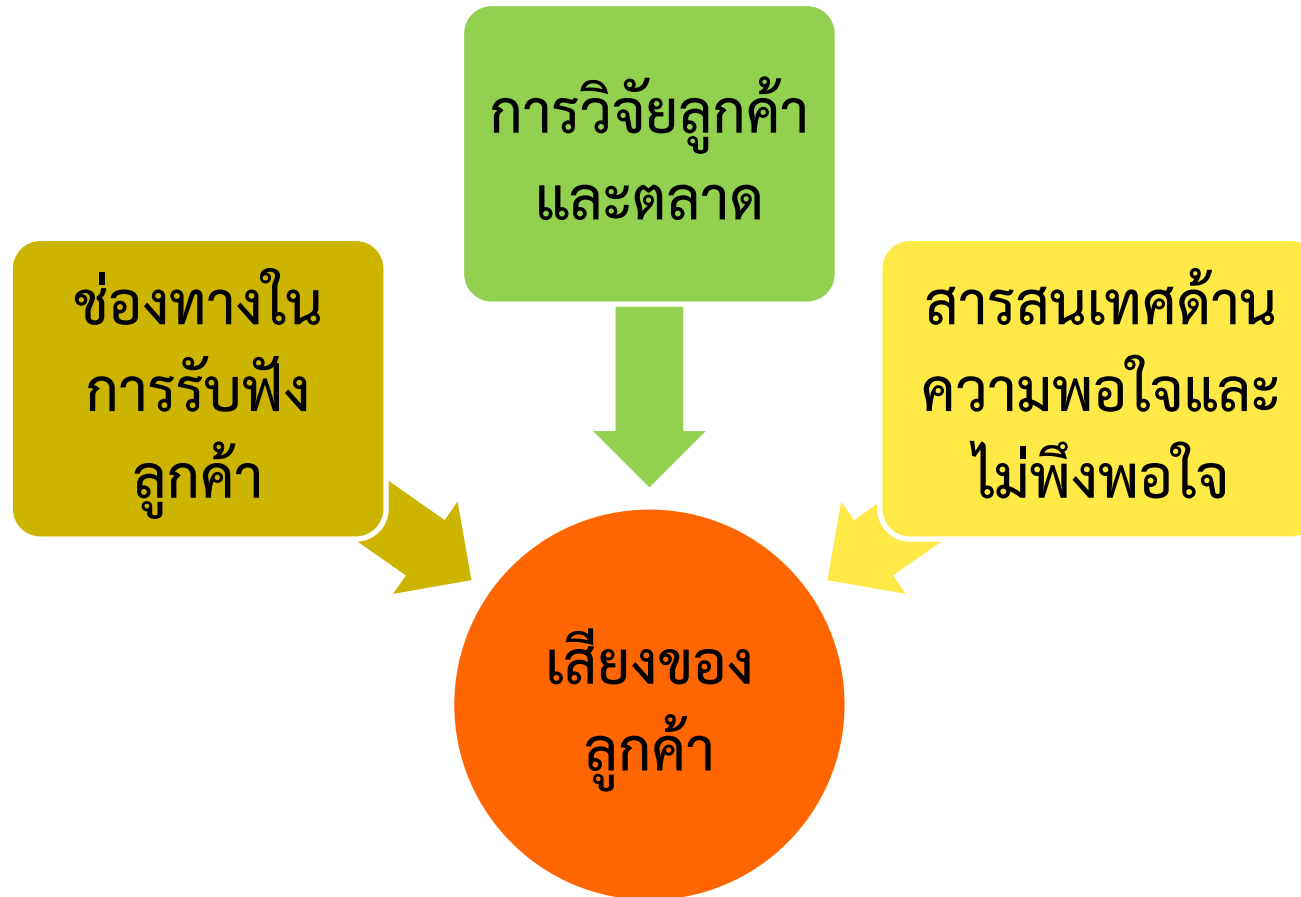 การวิจัยลูกค้า
และตลาด
ช่องทางใน
การรับฟัง
ลูกค้า
สารสนเทศด้าน
ความพอใจและ
ไม่พึงพอใจ
เสียงของ
ลูกค้า